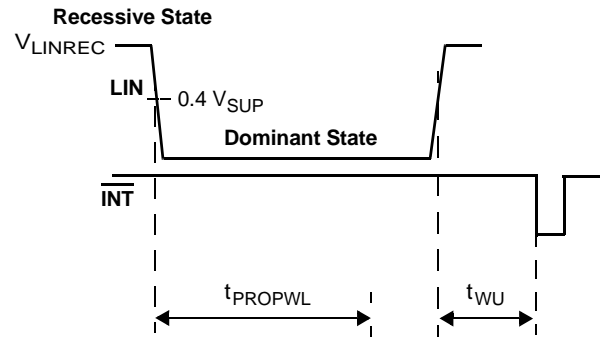 Recessive State
VLINREC
LIN
0.4 VSUP
Dominant State
INT
tPROPWL
tWU